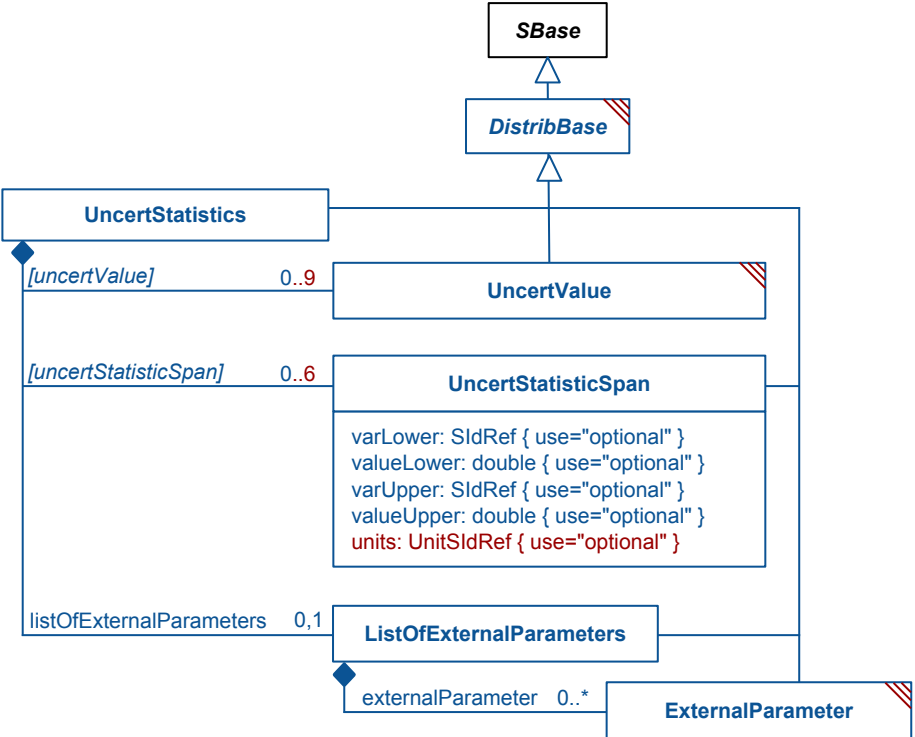 SBase
DistribBase
UncertStatistics
[uncertValue] 0..9
UncertValue
[uncertStatisticSpan] 0..6
UncertStatisticSpan
varLower: SIdRef { use="optional" }
valueLower: double { use="optional" }
varUpper: SIdRef { use="optional" }
valueUpper: double { use="optional" }
units: UnitSIdRef { use="optional" }
listOfExternalParameters 0,1
ListOfExternalParameters
externalParameter 0..*
ExternalParameter